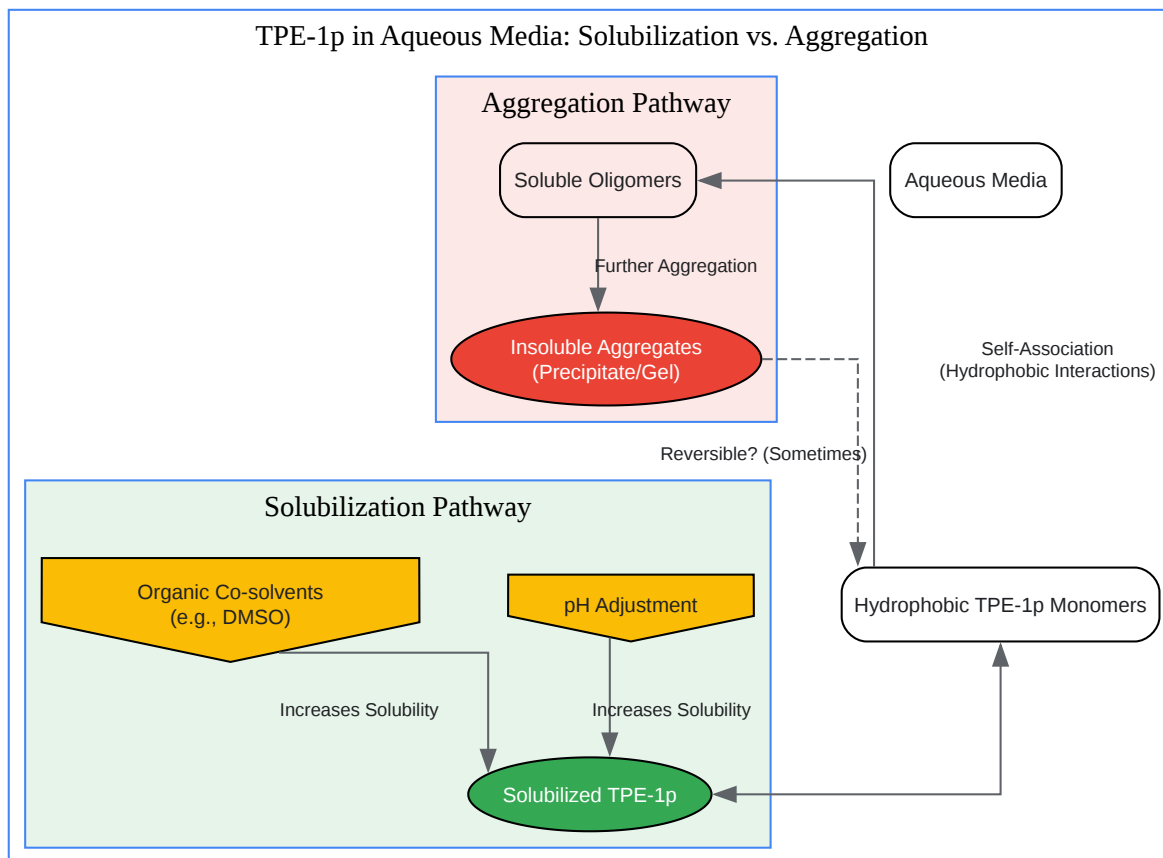 TPE-1p in Aqueous Media: Solubilization vs. Aggregation
Aggregation Pathway
Soluble Oligomers
Aqueous Media
Further Aggregation
Insoluble Aggregates
(Precipitate/Gel)
Self-Association
(Hydrophobic Interactions)
Reversible? (Sometimes)
Solubilization Pathway
Organic Co-solvents
(e.g., DMSO)
pH Adjustment
Hydrophobic TPE-1p Monomers
Increases Solubility
Increases Solubility
Solubilized TPE-1p